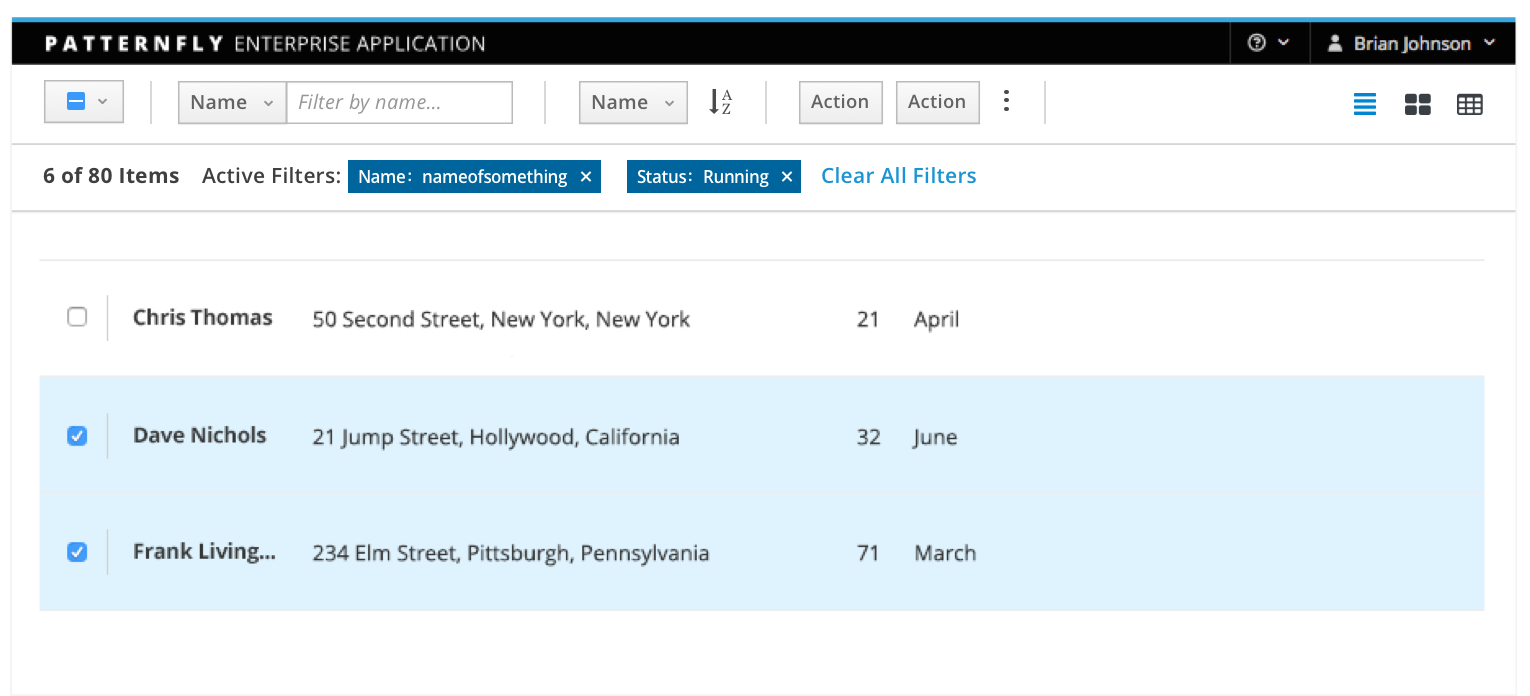 PATTERNFLY ENTERPRISE APPLICATION ? Brian Johnson
Name Filter by name... Name A Z Action Action
6 of 80 Items Active Filters: Name: nameofsomething × Status: Running × Clear All Filters
Chris Thomas 50 Second Street, New York, New York 21 April
Dave Nichols 21 Jump Street, Hollywood, California 32 June
Frank Living... 234 Elm Street, Pittsburgh, Pennsylvania 71 March